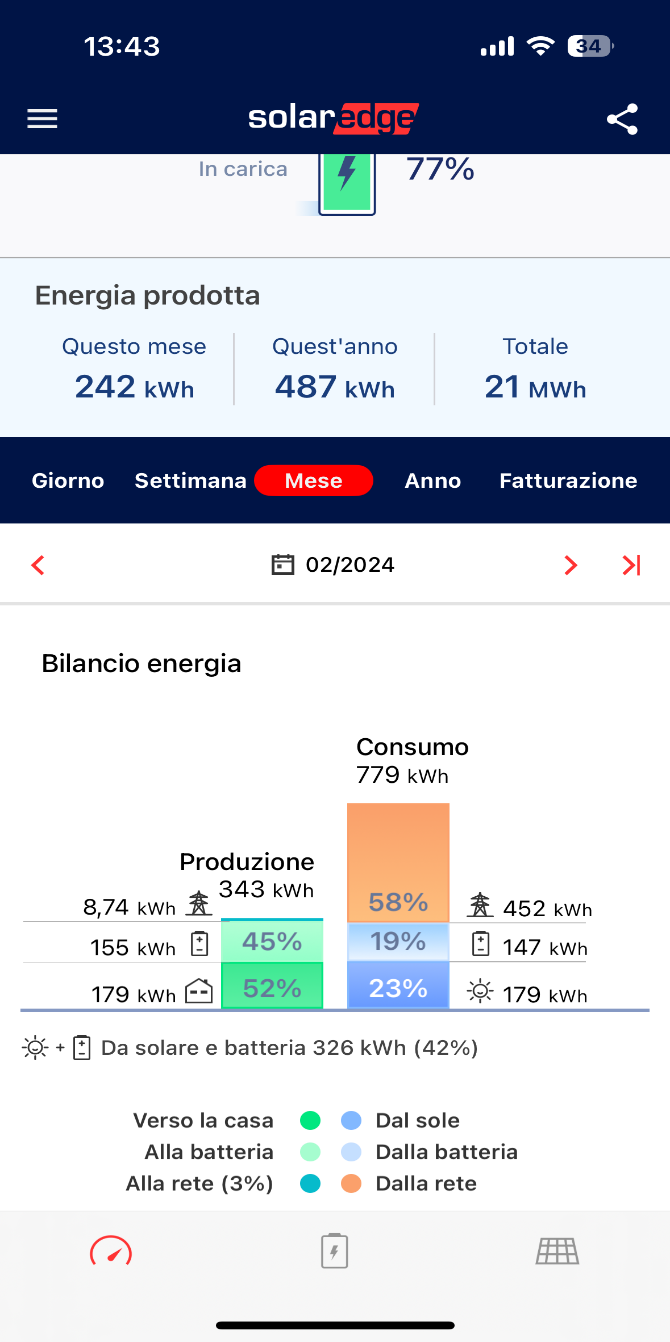 13:43
34
solaredge
In carica
77%
Energia prodotta
Questo mese
242 kWh
Quest'anno
487 kWh
Totale
21 MWh
Giorno Settimana Mese Anno Fatturazione
02/2024
Bilancio energia
Consumo
779 kWh
Produzione
343 kWh
8,74 kWh
58%
452 kWh
155 kWh
45%
19%
147 kWh
179 kWh
52%
23%
179 kWh
+ Da solare e batteria 326 kWh (42%)
Verso la casa
Dal sole
Alla batteria
Dalla batteria
Alla rete (3%)
Dalla rete